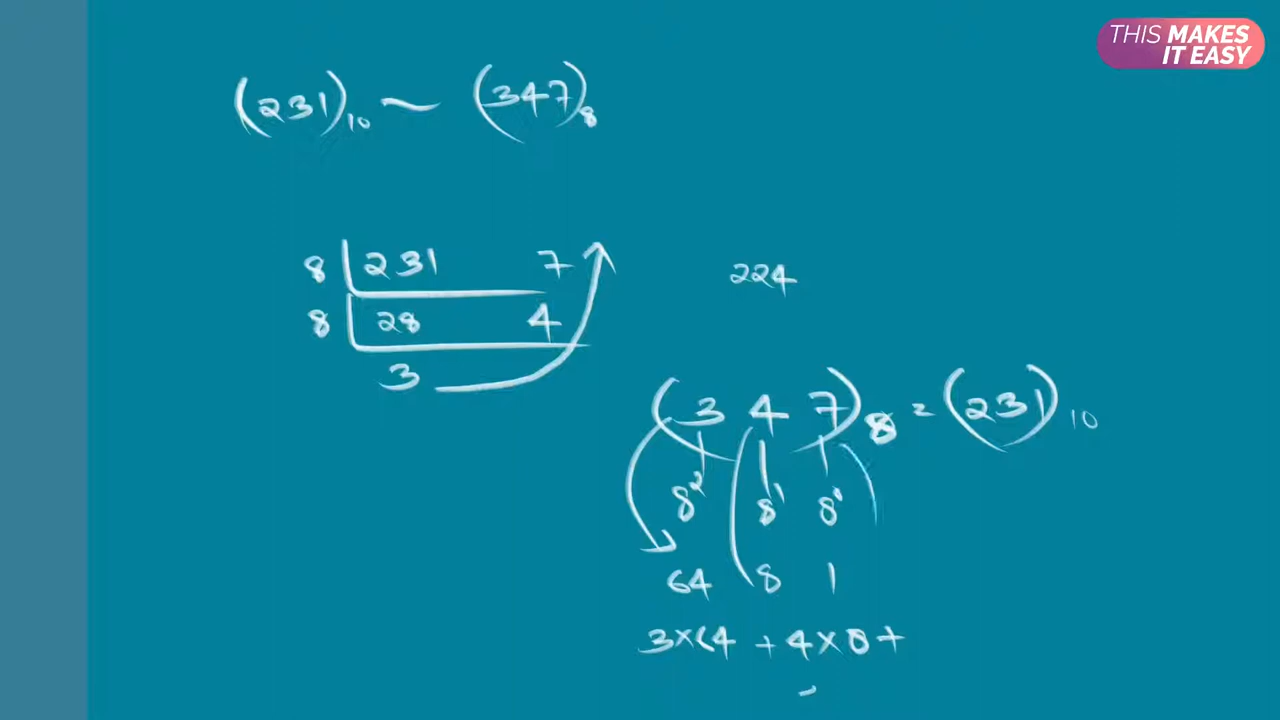 THIS MAKES
IT EASY
(231)₁₀ ~ (347)₈
8 | 231 7
8 | 28 4
3
224
(3 4 7)₈ = (231)₁₀
8² 8¹ 8⁰
64 8 1
3×64 + 4×8 +